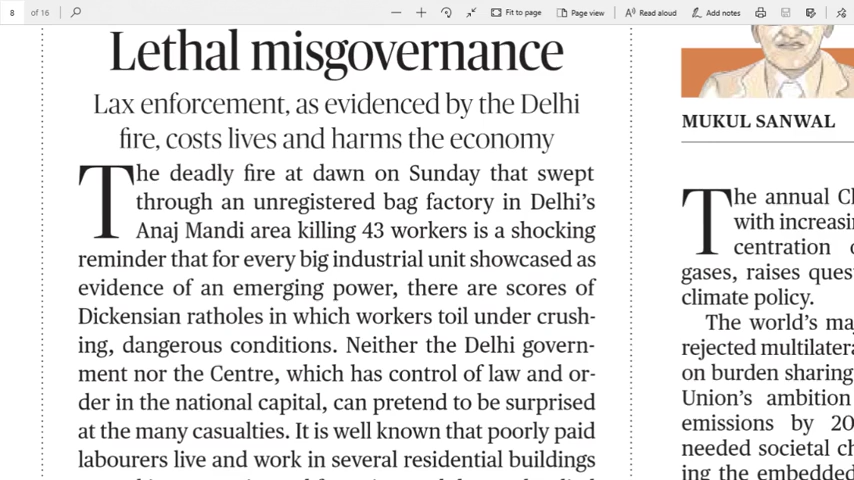 8 of 16 Fit to page Page view Read aloud Add notes
Lethal misgovernance
Lax enforcement, as evidenced by the Delhi
fire, costs lives and harms the economy
The deadly fire at dawn on Sunday that swept
through an unregistered bag factory in Delhi’s
Anaj Mandi area killing 43 workers is a shocking
reminder that for every big industrial unit showcased as
evidence of an emerging power, there are scores of
Dickensian ratholes in which workers toil under crush-
ing, dangerous conditions. Neither the Delhi govern-
ment nor the Centre, which has control of law and or-
der in the national capital, can pretend to be surprised
at the many casualties. It is well known that poorly paid
labourers live and work in several residential buildings
MUKUL SANWAL
The annual
with increasin
centration
gases, raises ques
climate policy.
The world’s ma
rejected multilatera
on burden sharing
Union’s ambition
emissions by 20
needed societal ch
ing the embedded